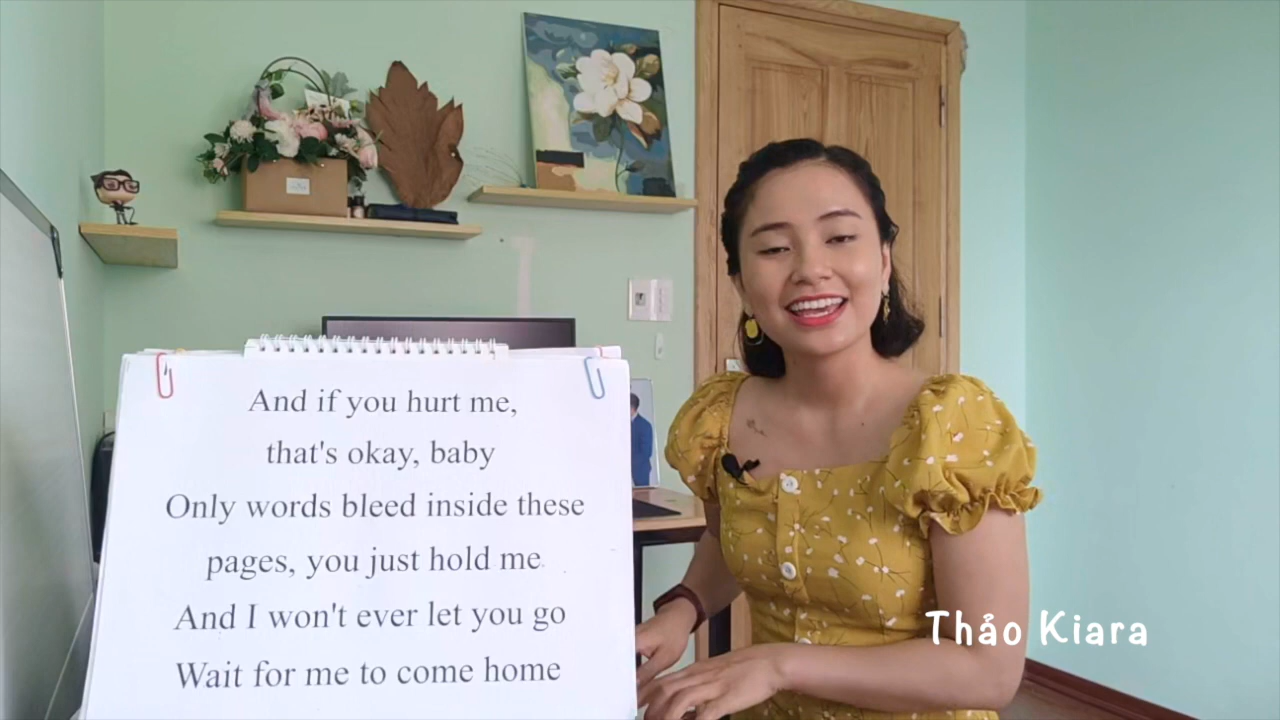 And if you hurt me,
that's okay, baby
Only words bleed inside these
pages, you just hold me
And I won't ever let you go
Wait for me to come home
Thảo Kiara